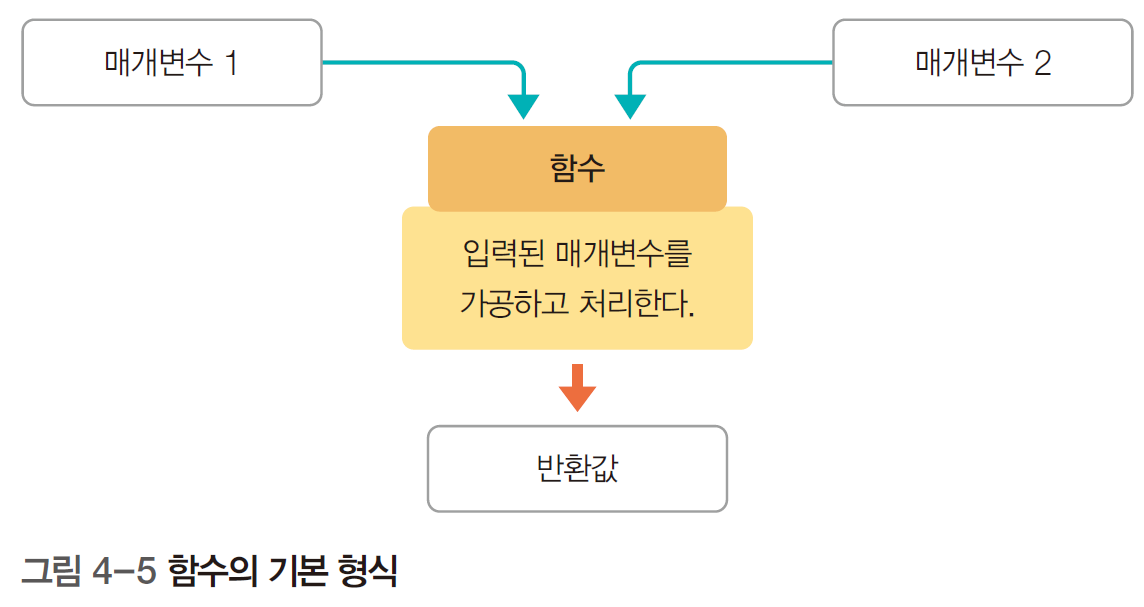 매개변수 1
매개변수 2
함수
입력된 매개변수를
가공하고 처리한다.
반환값
그림 4-5 함수의 기본 형식